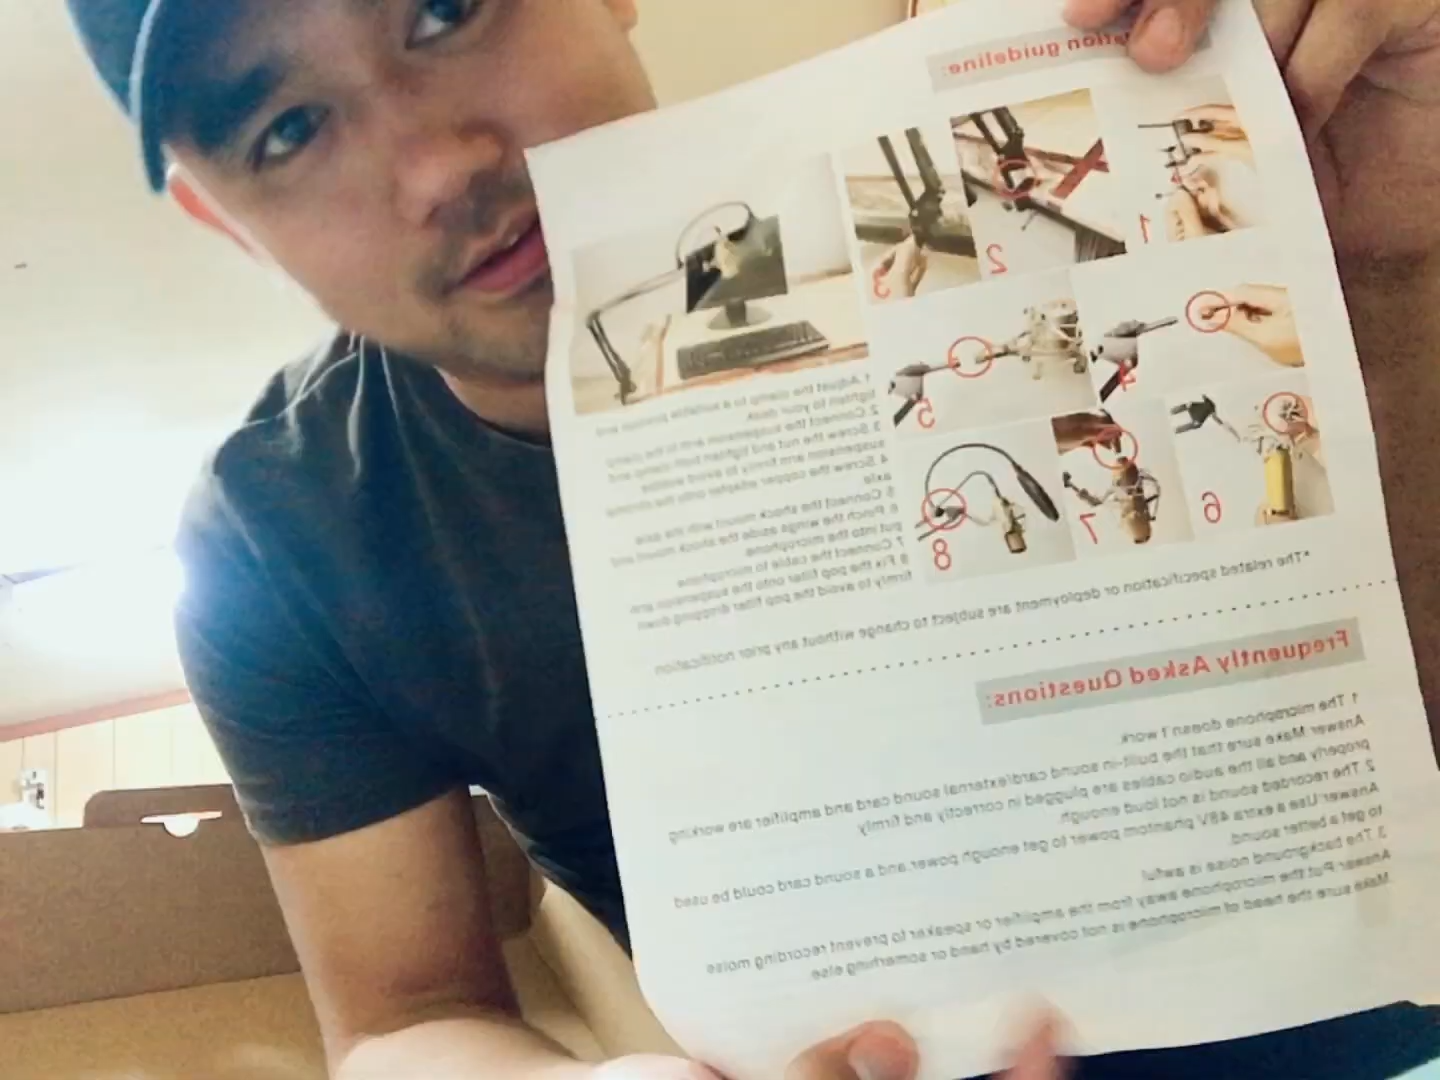 ation guideline:
1
2
3
4
5
6
7
8
1 Adjust the clamp to a suitable position and
tighten to your desk
2. Connect the suspension arm to the clamp
3 Screw the nut and tighten both clamp and
suspension arm firmly to avoid wobble
4 Screw the copper adapter onto the chrome
axle
5 Connect the shock mount with the axle
6 Punch the wings aside the shock mount and
put into the microphone
7 Connect the cable to microphone
8 Fix the pop filter onto the suspension arm
firmly to avoid the pop filter dropping down
*The related specification or deployment are subject to change without any prior notification
Frequently Asked Questions:
1 The microphone doesn't work.
Answer Make sure that the built-in sound card/external sound card and amplifier are working
properly and all the audio cables are plugged in correctly and firmly.
2 The recorded sound is not loud enough.
Answer: Use a extra 48V phantom power to get enough power and a sound card could be used
to get a better sound.
3 The background noise is awful
Answer: Put the microphone away from the amplifier or speaker to prevent recording moise
Make sure the head of microphone is not covered by hand or somerhing else.